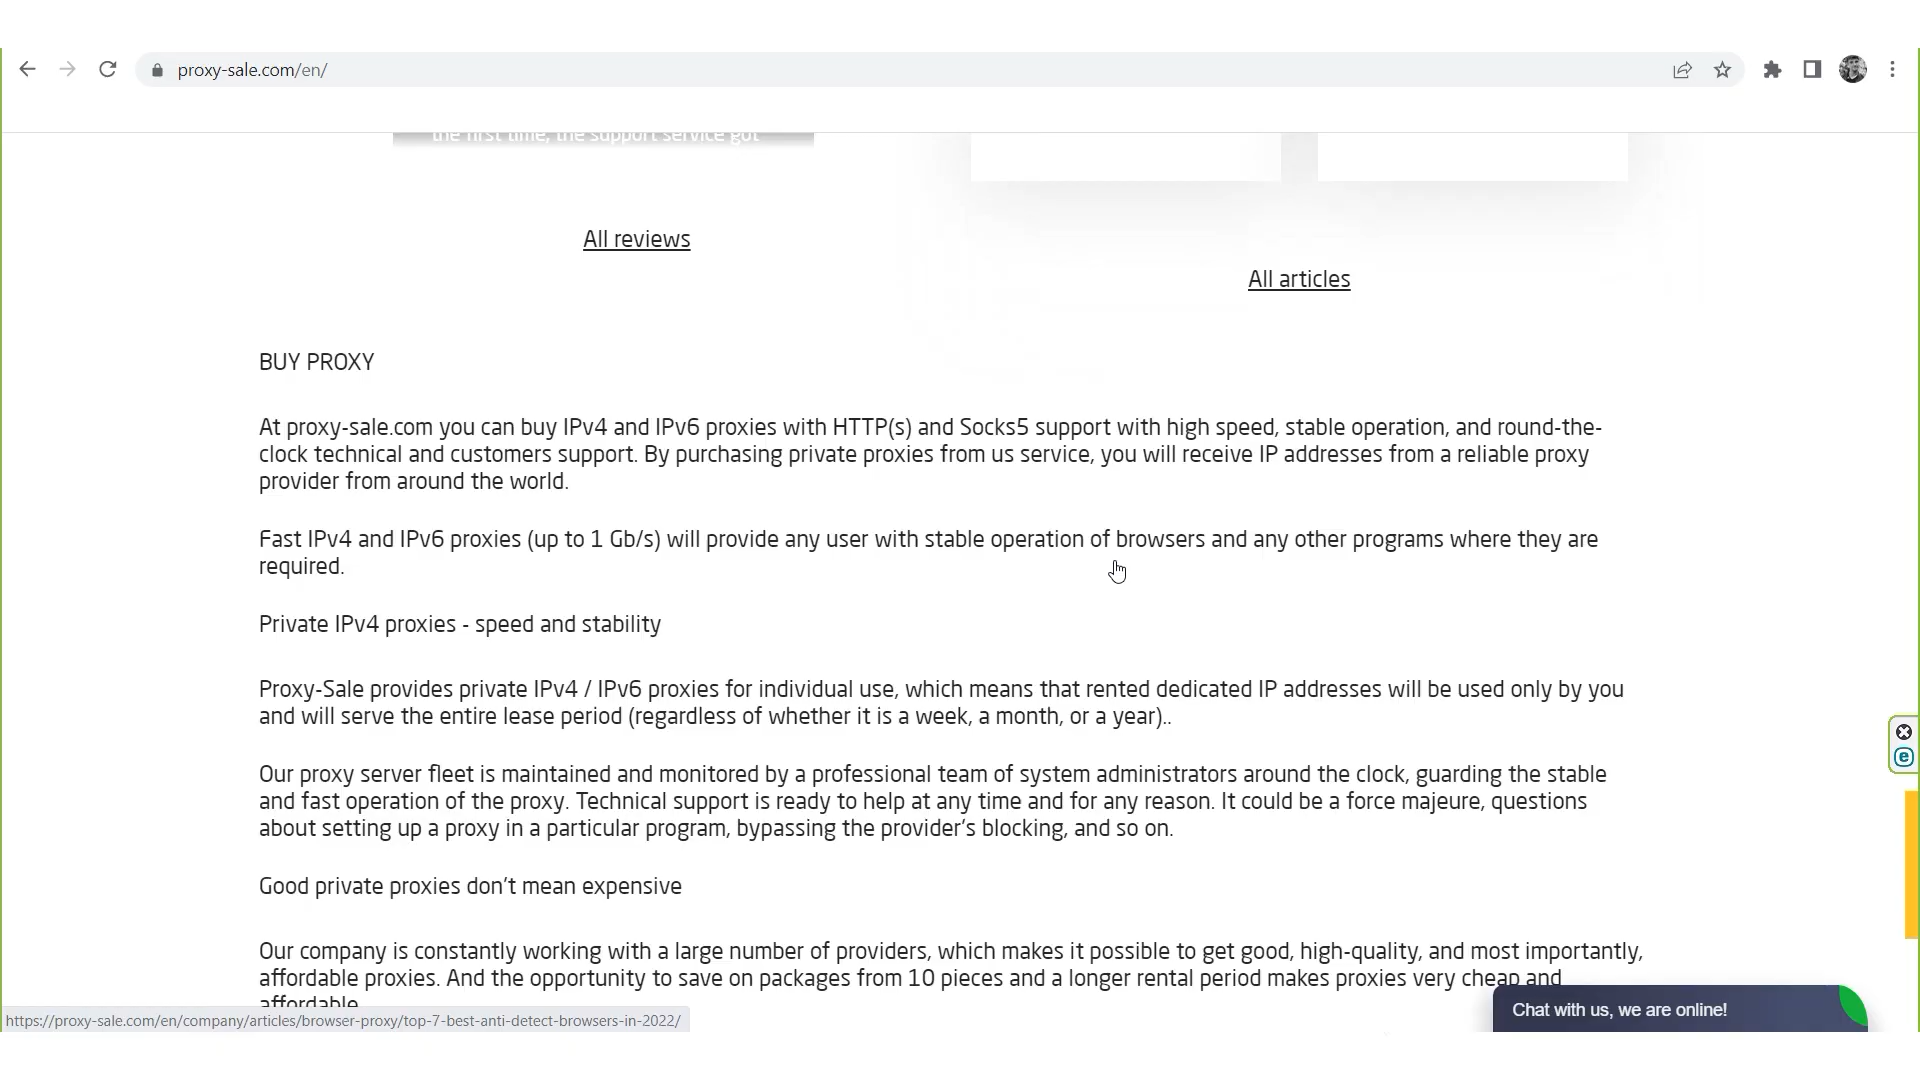 proxy-sale.com/en/
the first time, the support service got
All reviews
All articles
BUY PROXY
At proxy-sale.com you can buy IPv4 and IPv6 proxies with HTTP(s) and Socks5 support with high speed, stable operation, and round-the-
clock technical and customers support. By purchasing private proxies from us service, you will receive IP addresses from a reliable proxy
provider from around the world.
Fast IPv4 and IPv6 proxies (up to 1 Gb/s) will provide any user with stable operation of browsers and any other programs where they are
required.
Private IPv4 proxies - speed and stability
Proxy-Sale provides private IPv4 / IPv6 proxies for individual use, which means that rented dedicated IP addresses will be used only by you
and will serve the entire lease period (regardless of whether it is a week, a month, or a year)..
Our proxy server fleet is maintained and monitored by a professional team of system administrators around the clock, guarding the stable
and fast operation of the proxy. Technical support is ready to help at any time and for any reason. It could be a force majeure, questions
about setting up a proxy in a particular program, bypassing the provider's blocking, and so on.
Good private proxies don't mean expensive
Our company is constantly working with a large number of providers, which makes it possible to get good, high-quality, and most importantly,
affordable proxies. And the opportunity to save on packages from 10 pieces and a longer rental period makes proxies very cheap and
affordable
Chat with us, we are online!
https://proxy-sale.com/en/company/articles/browser-proxy/top-7-best-anti-detect-browsers-in-2022/